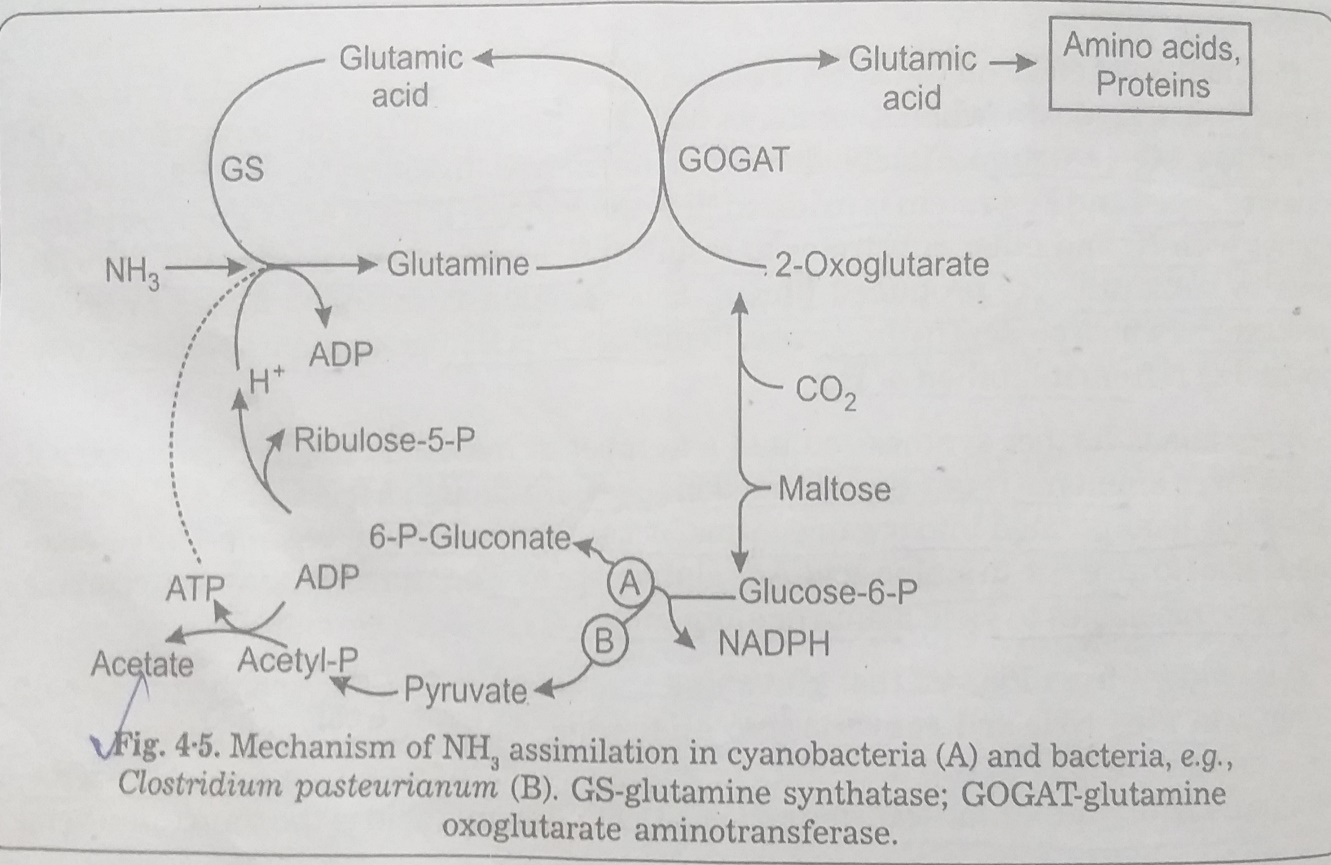 Glutamic
acid
Glutamic
acid
Amino acids,
Proteins
GS
GOGAT
NH₃
Glutamine
2-Oxoglutarate
ADP
H⁺
CO₂
Ribulose-5-P
Maltose
6-P-Gluconate
ATP
ADP
A
Glucose-6-P
B
NADPH
Acetate
Acetyl-P
Pyruvate
Fig. 4·5. Mechanism of NH₃ assimilation in cyanobacteria (A) and bacteria, e.g.,
Clostridium pasteurianum (B). GS-glutamine synthatase; GOGAT-glutamine
oxoglutarate aminotransferase.